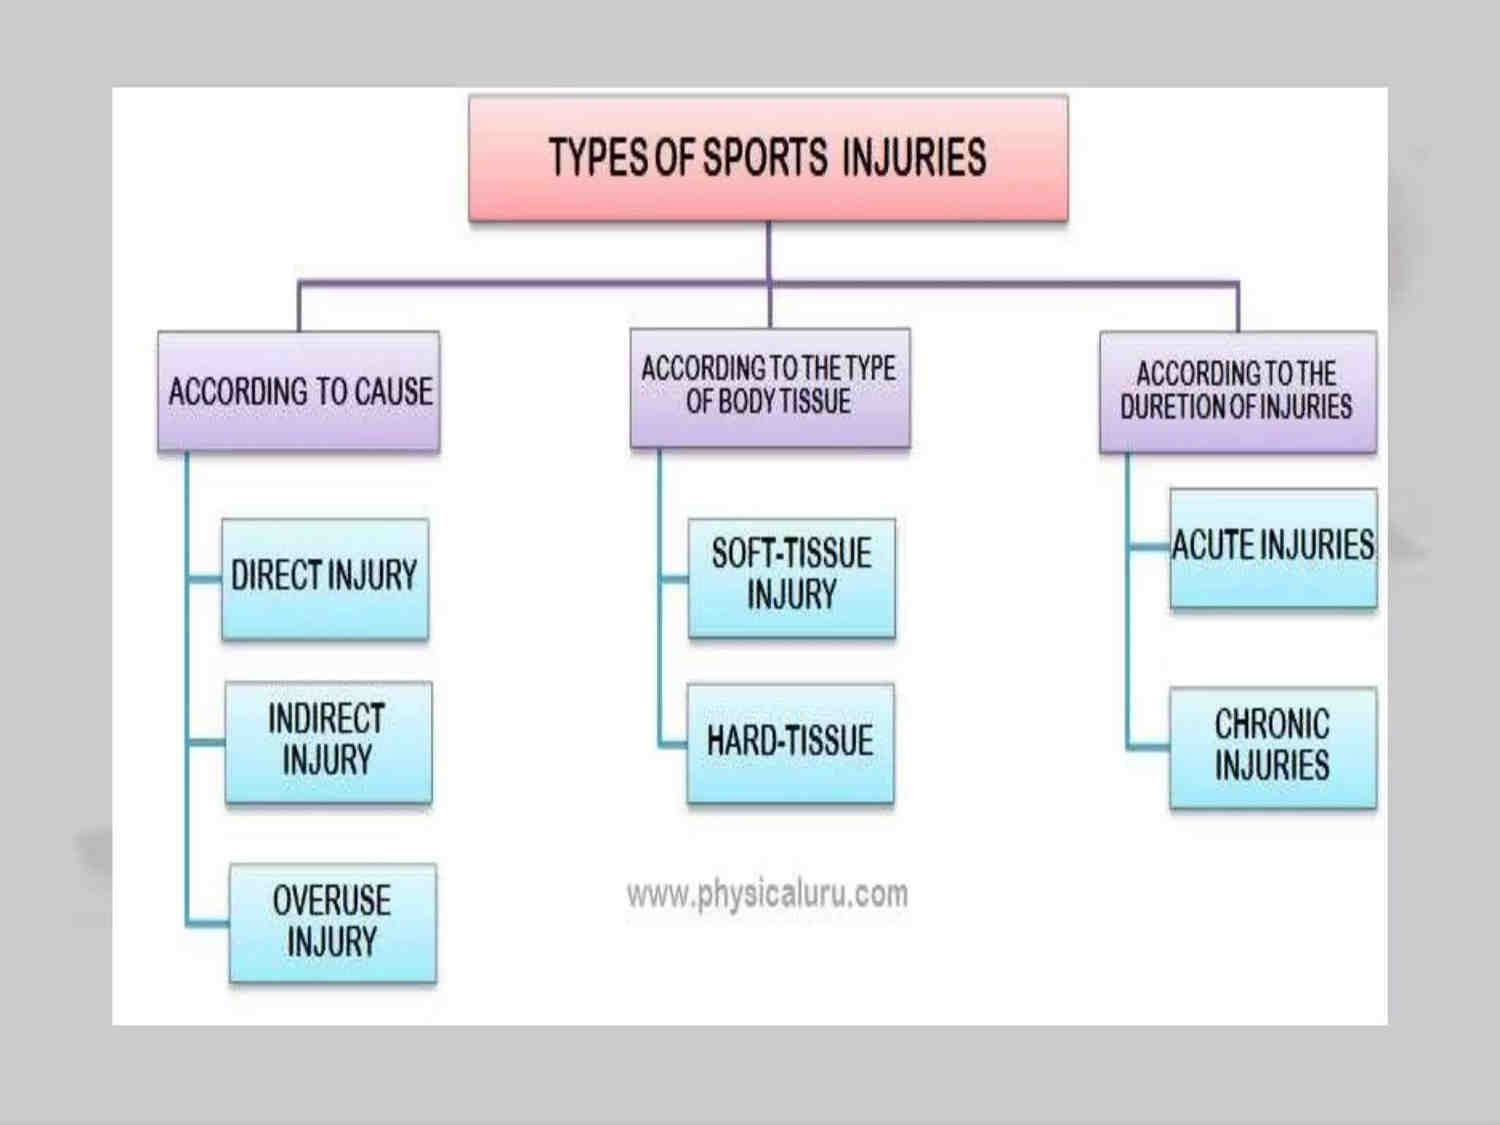 TYPES OF SPORTS INJURIES
ACCORDING TO CAUSE
DIRECT INJURY
INDIRECT
INJURY
OVERUSE
INJURY
ACCORDING TO THE TYPE
OF BODY TISSUE
SOFT-TISSUE
INJURY
HARD-TISSUE
ACCORDING TO THE
DURETION OF INJURIES
ACUTE INJURIES
CHRONIC
INJURIES
www.physicaluru.com